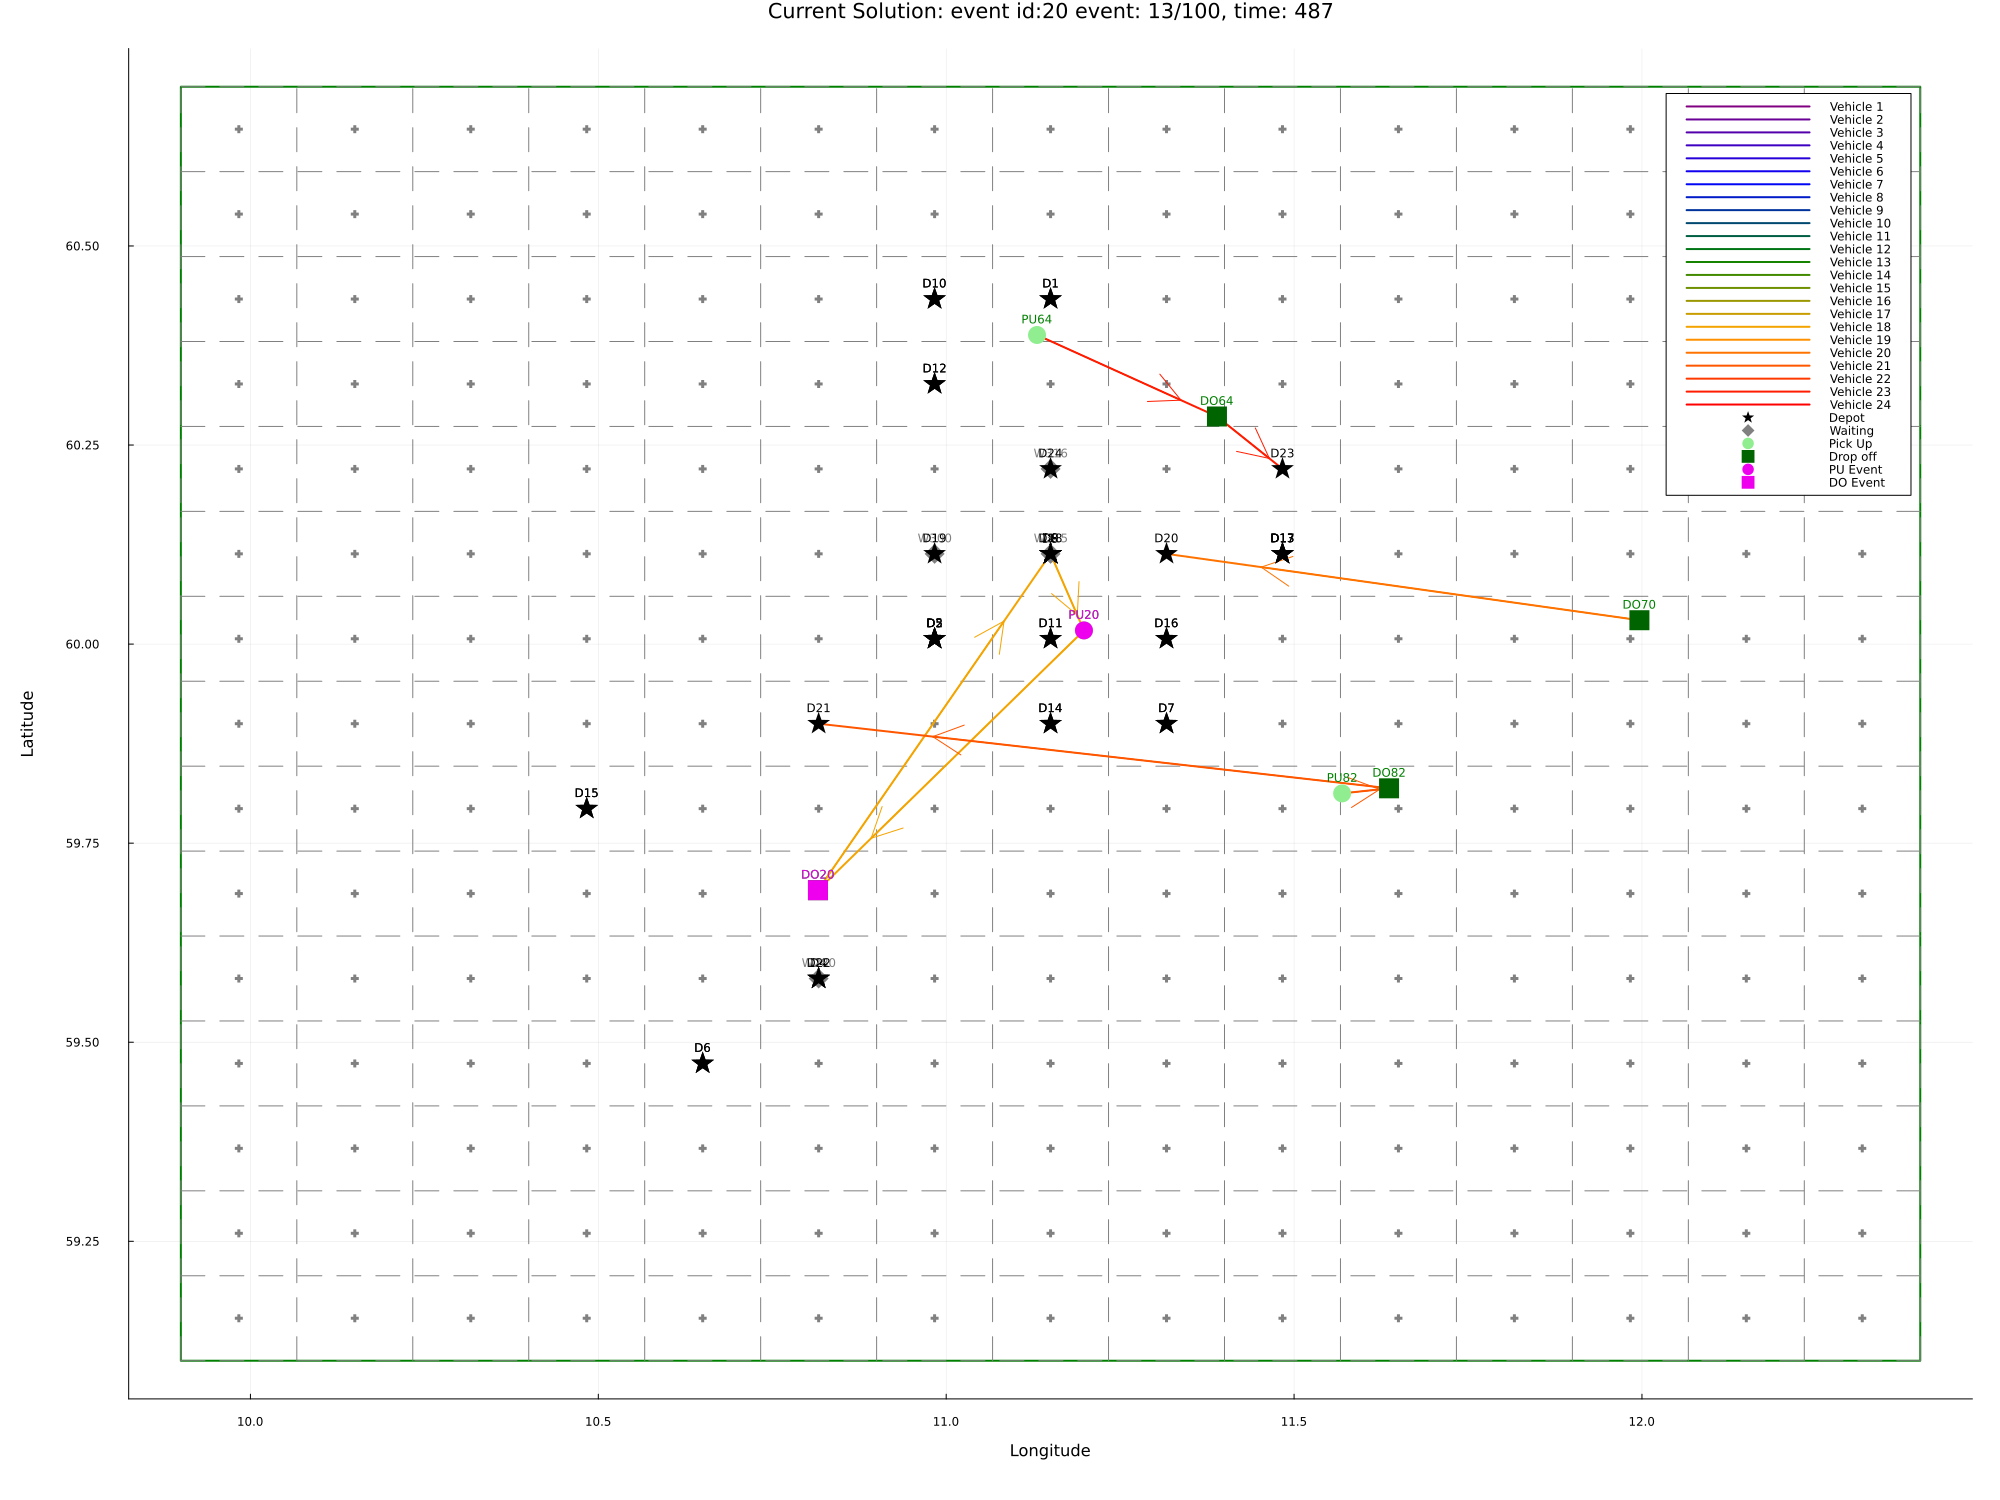 Current Solution: event id:20 event: 13/100, time: 487
Vehicle 1
Vehicle 2
Vehicle 3
Vehicle 4
Vehicle 5
Vehicle 6
Vehicle 7
Vehicle 8
Vehicle 9
Vehicle 10
Vehicle 11
Vehicle 12
Vehicle 13
Vehicle 14
Vehicle 15
Vehicle 16
Vehicle 17
Vehicle 18
Vehicle 19
Vehicle 20
Vehicle 21
Vehicle 22
Vehicle 23
Vehicle 24
Depot
Waiting
Pick Up
Drop off
PU Event
DO Event
60.50
D10
D1
PU64
D12
DO64
60.25
D24
D23
D19
D20
DO70
PU20
D11
D16
60.00
D21
D14
D7
PU82
DO82
D15
59.75
DO20
D22
59.50
D6
59.25
10.0
10.5
11.0
11.5
12.0
Longitude
Latitude